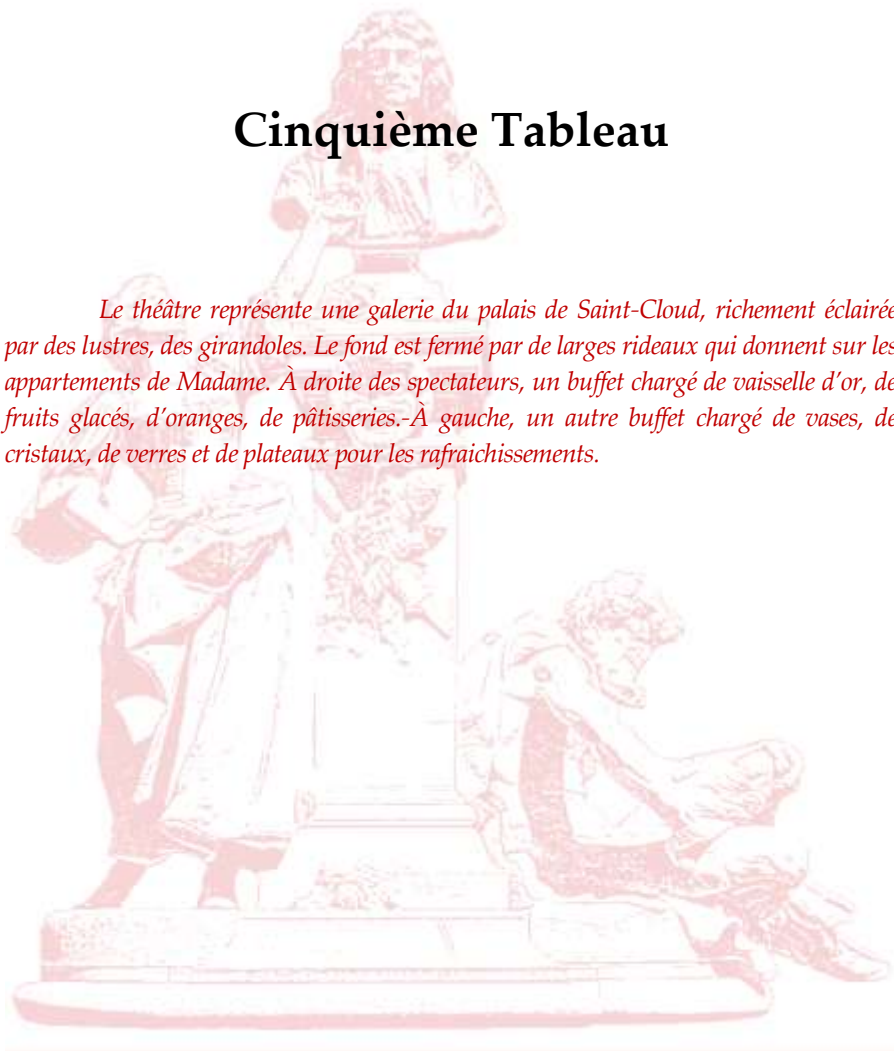 Cinquième Tableau
Le théâtre représente une galerie du palais de Saint-Cloud, richement éclairée
par des lustres, des girandoles. Le fond est fermé par de larges rideaux qui donnent sur les
appartements de Madame. À droite des spectateurs, un buffet chargé de vaisselle d'or, de
fruits glacés, d'oranges, de pâtisseries.-À gauche, un autre buffet chargé de vases, de
cristaux, de verres et de plateaux pour les rafraichissements.